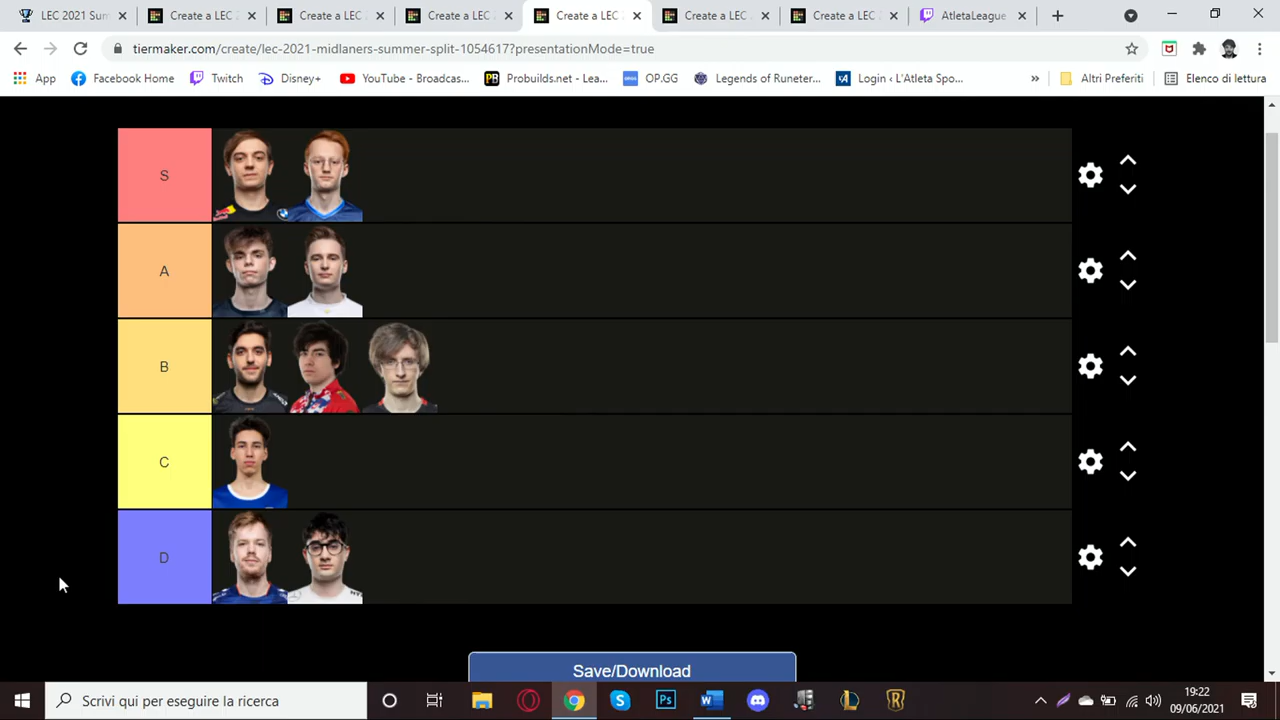 LEC 2021 Sum
Create a LEC
Create a LEC
Create a LEC
Create a LEC
Create a LEC
Create a LEC
AtletaLeague
tiermaker.com/create/lec-2021-midlaners-summer-split-1054617?presentationMode=true
App
Facebook Home
Twitch
Disney+
YouTube - Broadcas...
Probuilds.net - Lea...
OP.GG
Legends of Runeter...
Login ‹ L'Atleta Spo...
»
Altri Preferiti
Elenco di lettura
S
A
B
C
D
Save/Download
Scrivi qui per eseguire la ricerca
19:22
09/06/2021